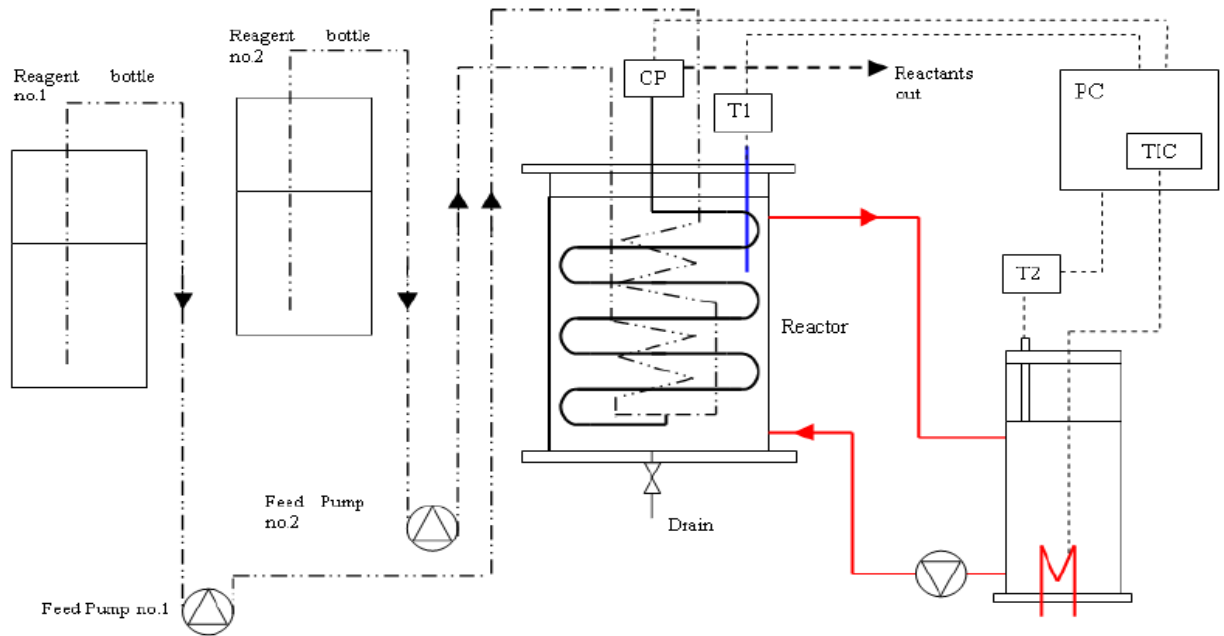 Reagent bottle
no.1
Reagent bottle
no.2
CP
Reactants
out
T1
PC
TIC
T2
Reactor
Feed Pump
no.2
Drain
Feed Pump no.1